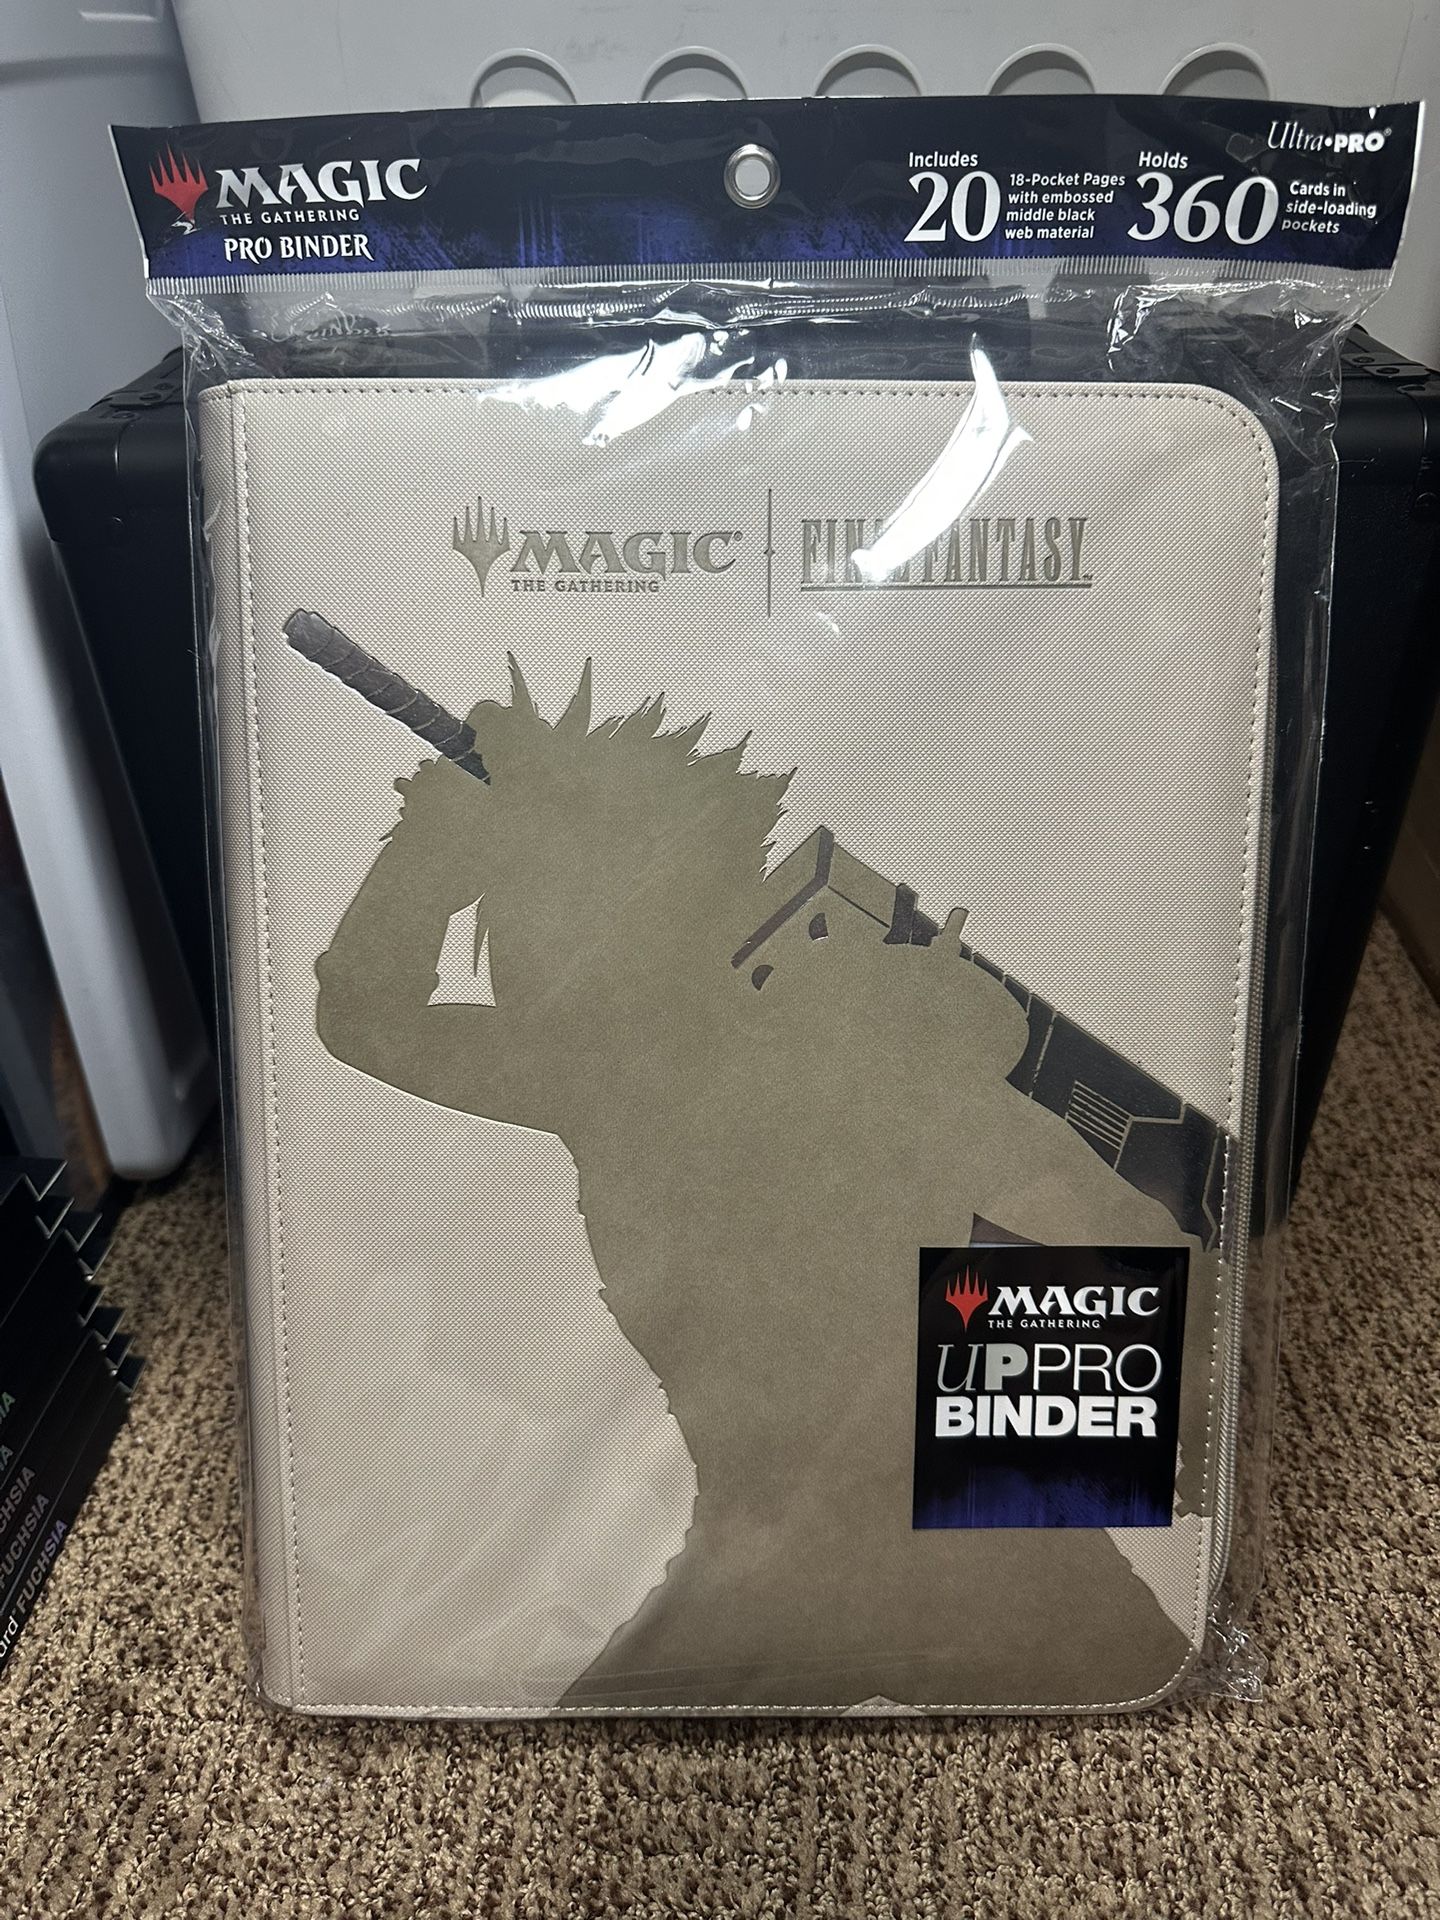 MAGIC
THE GATHERING
PRO BINDER
Includes
20
18-Pocket Pages
with embossed
middle black
web material
Holds
360
Cards in
side-loading
pockets
Ultra•PRO®
MAGIC®
THE GATHERING
FINAL FANTASY™
MAGIC
THE GATHERING
UPPRO
BINDER
FUCHSIA
FUCHSIA